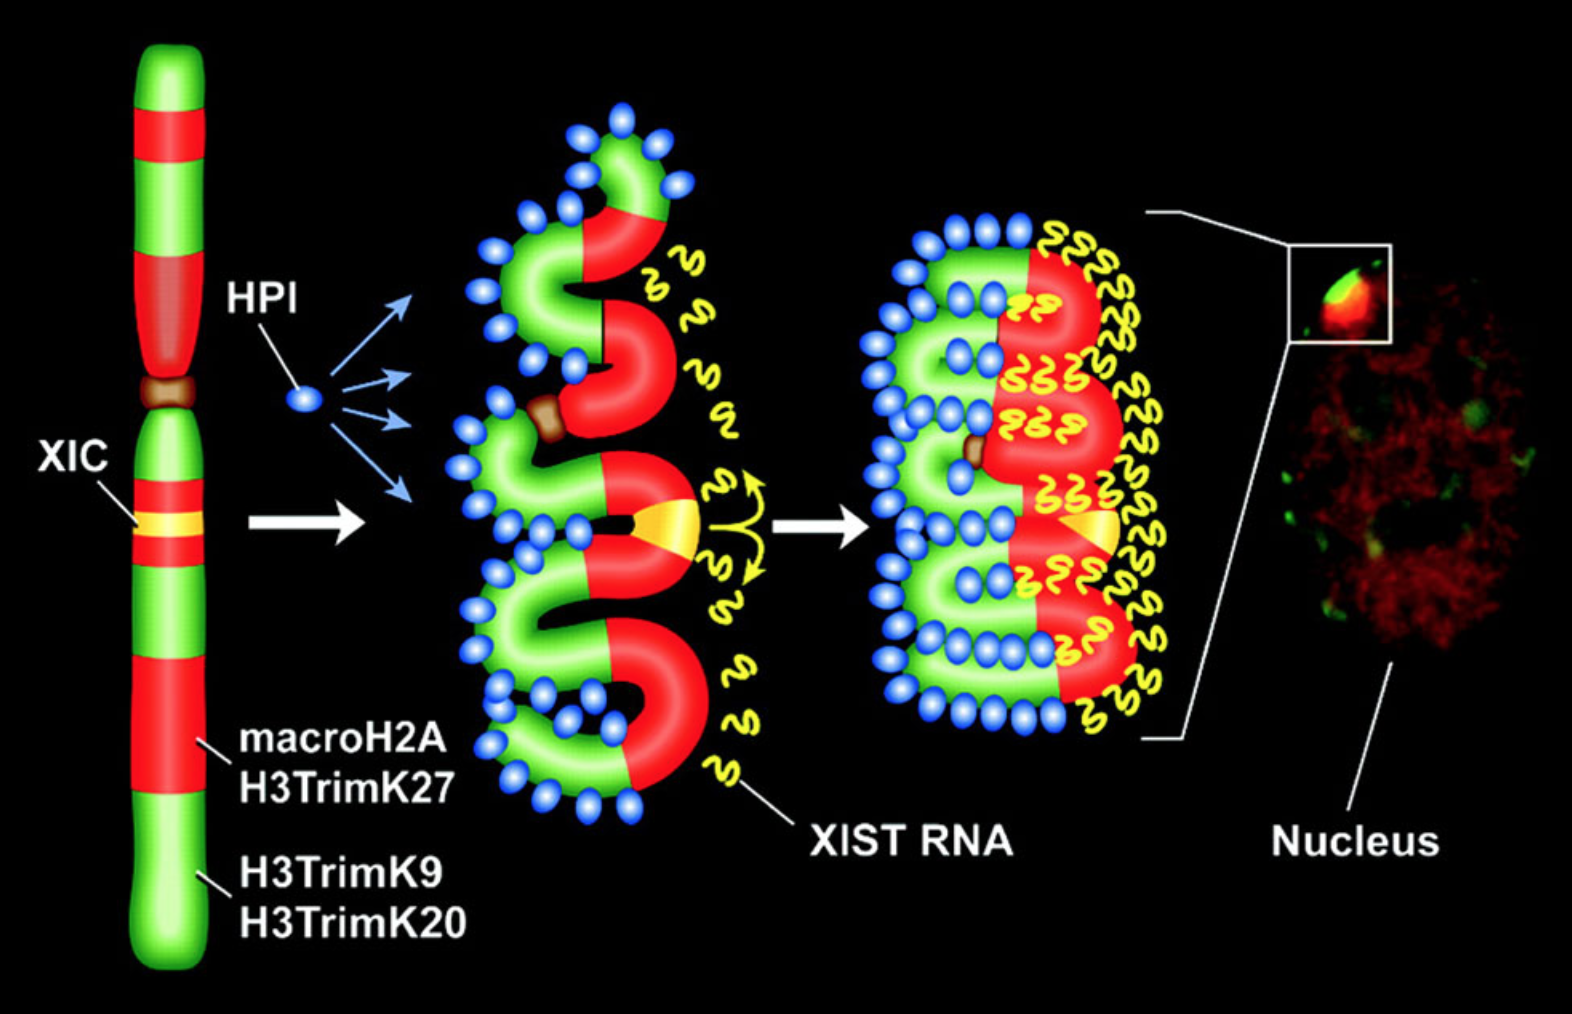 HPI
XIC
macroH2A
H3TrimK27
H3TrimK9
H3TrimK20
XIST RNA
Nucleus